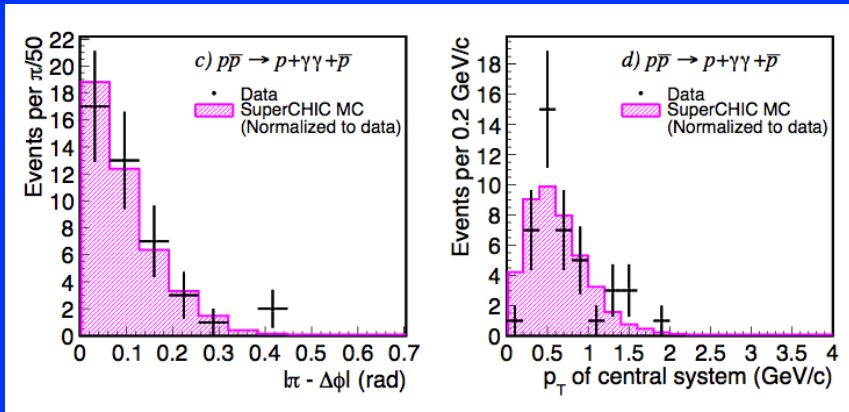 Events per π/50
22
20
18
16
14
12
10
8
6
4
2
0
c) pp̅ → p+γγ+p̅
Data
SuperCHIC MC
(Normalized to data)
0 0.1 0.2 0.3 0.4 0.5 0.6 0.7
|π - Δϕ| (rad)
Events per 0.2 GeV/c
18
16
14
12
10
8
6
4
2
0
d) pp̅ → p+γγ+p̅
Data
SuperCHIC MC
(Normalized to data)
0 0.5 1 1.5 2 2.5 3 3.5 4
p_T of central system (GeV/c)